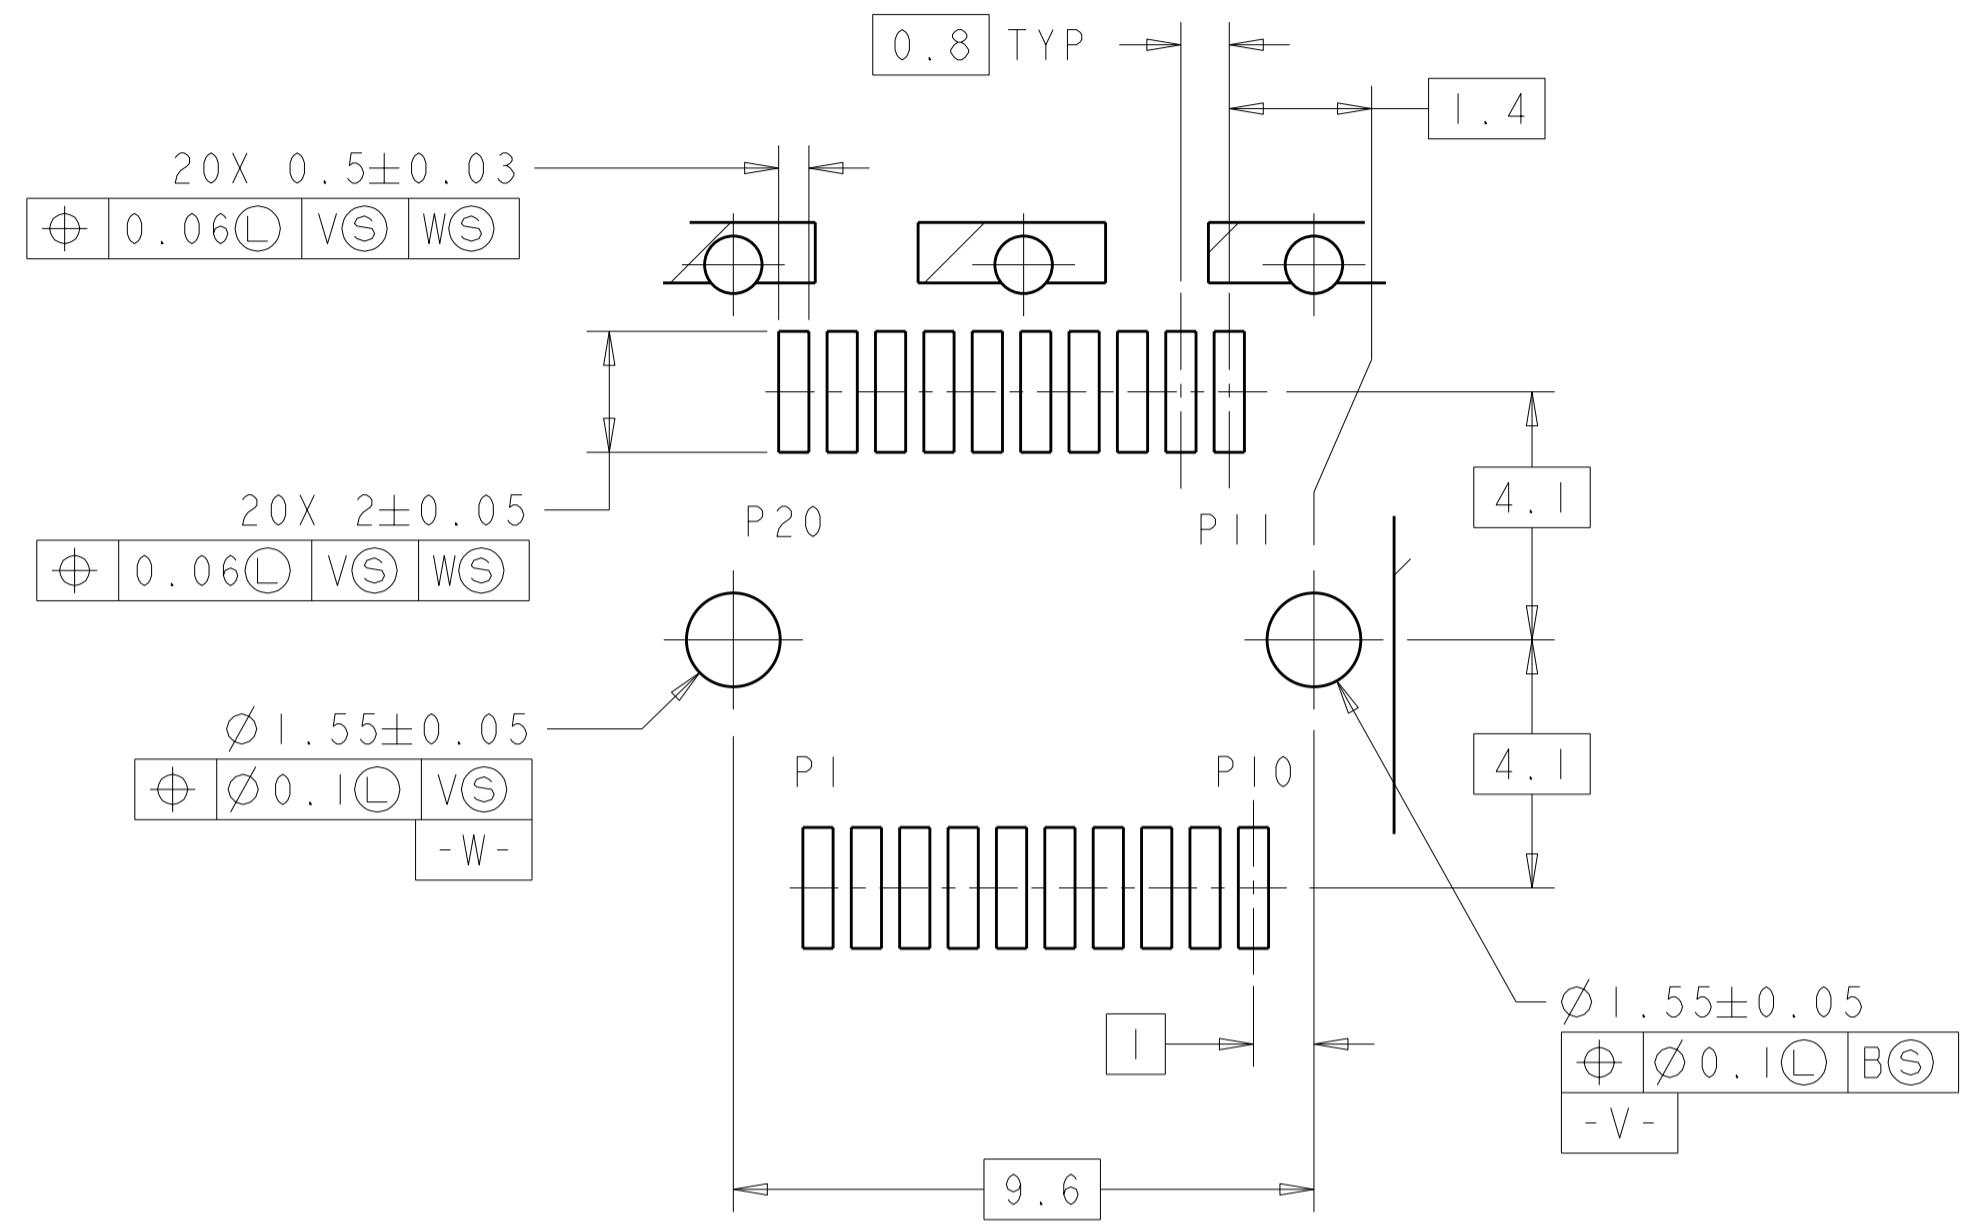 0.8 TYP
1.4
20X 0.5±0.03
⌖ 0.06Ⓛ VⓈ WⓈ
20X 2±0.05
⌖ 0.06Ⓛ VⓈ WⓈ
4.1
P20 P11
Ø1.55±0.05
⌖ Ø0.1Ⓛ VⓈ
-W-
P1 P10
4.1
1
Ø1.55±0.05
⌖ Ø0.1Ⓛ BⓈ
-V-
9.6